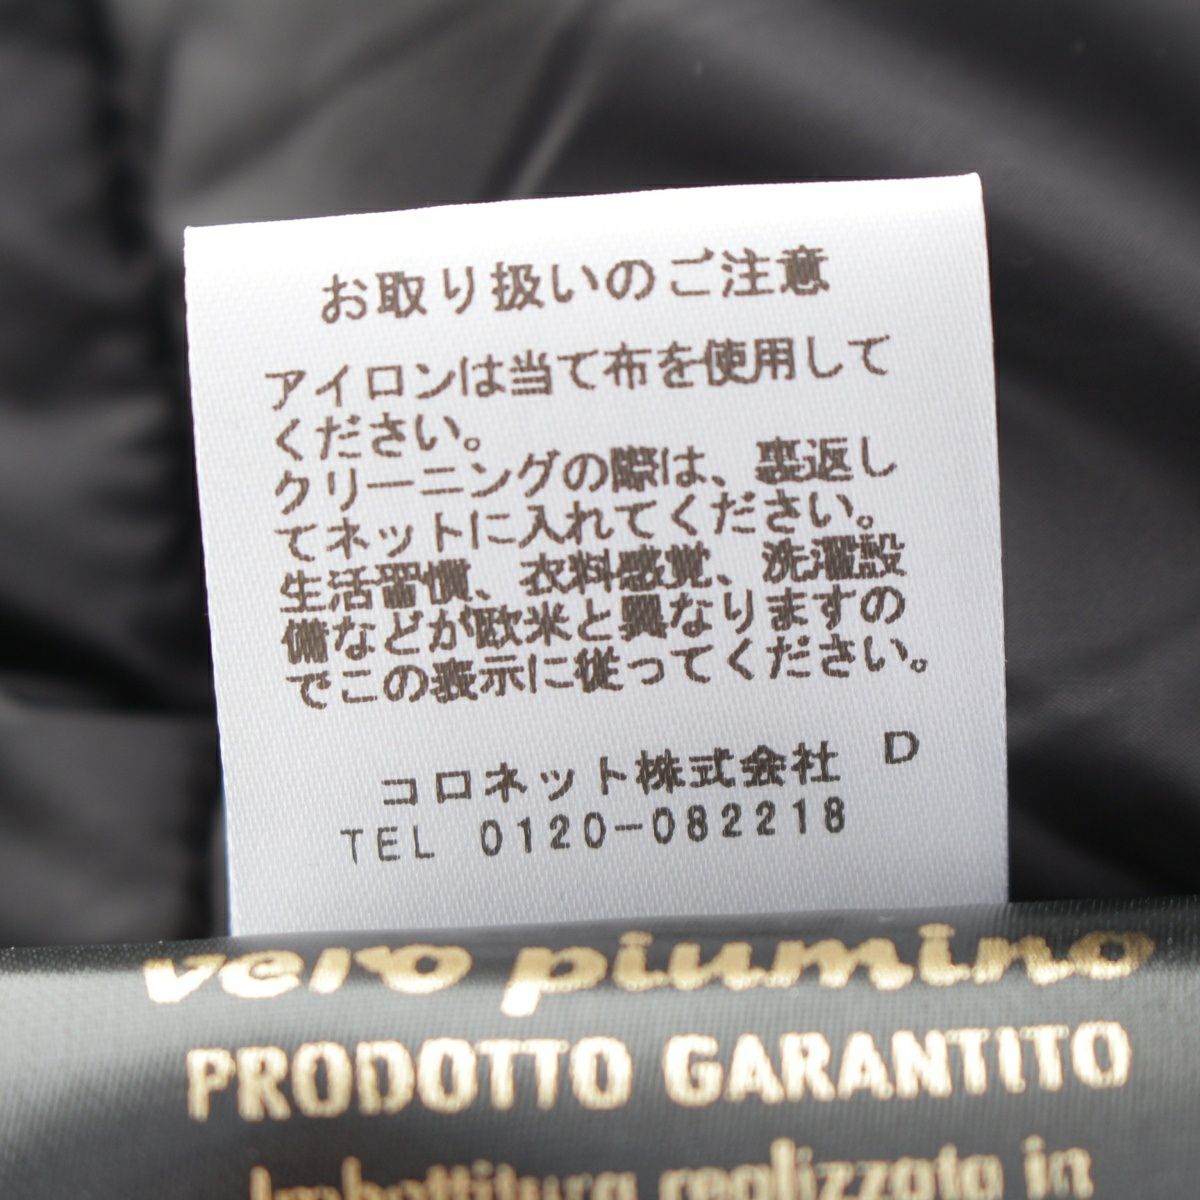 お取り扱いのご注意
アイロンは当て布を使用して
ください。
クリーニングの際は、裏返し
てネットに入れてください。
生活習慣、衣料感覚、洗濯設
備などが欧米と異なりますの
でこの表示に従ってください。
コロネット株式会社 D
TEL 0120-082218
vero piumino
PRODOTTO GARANTITO
Imbottitura realizzata in